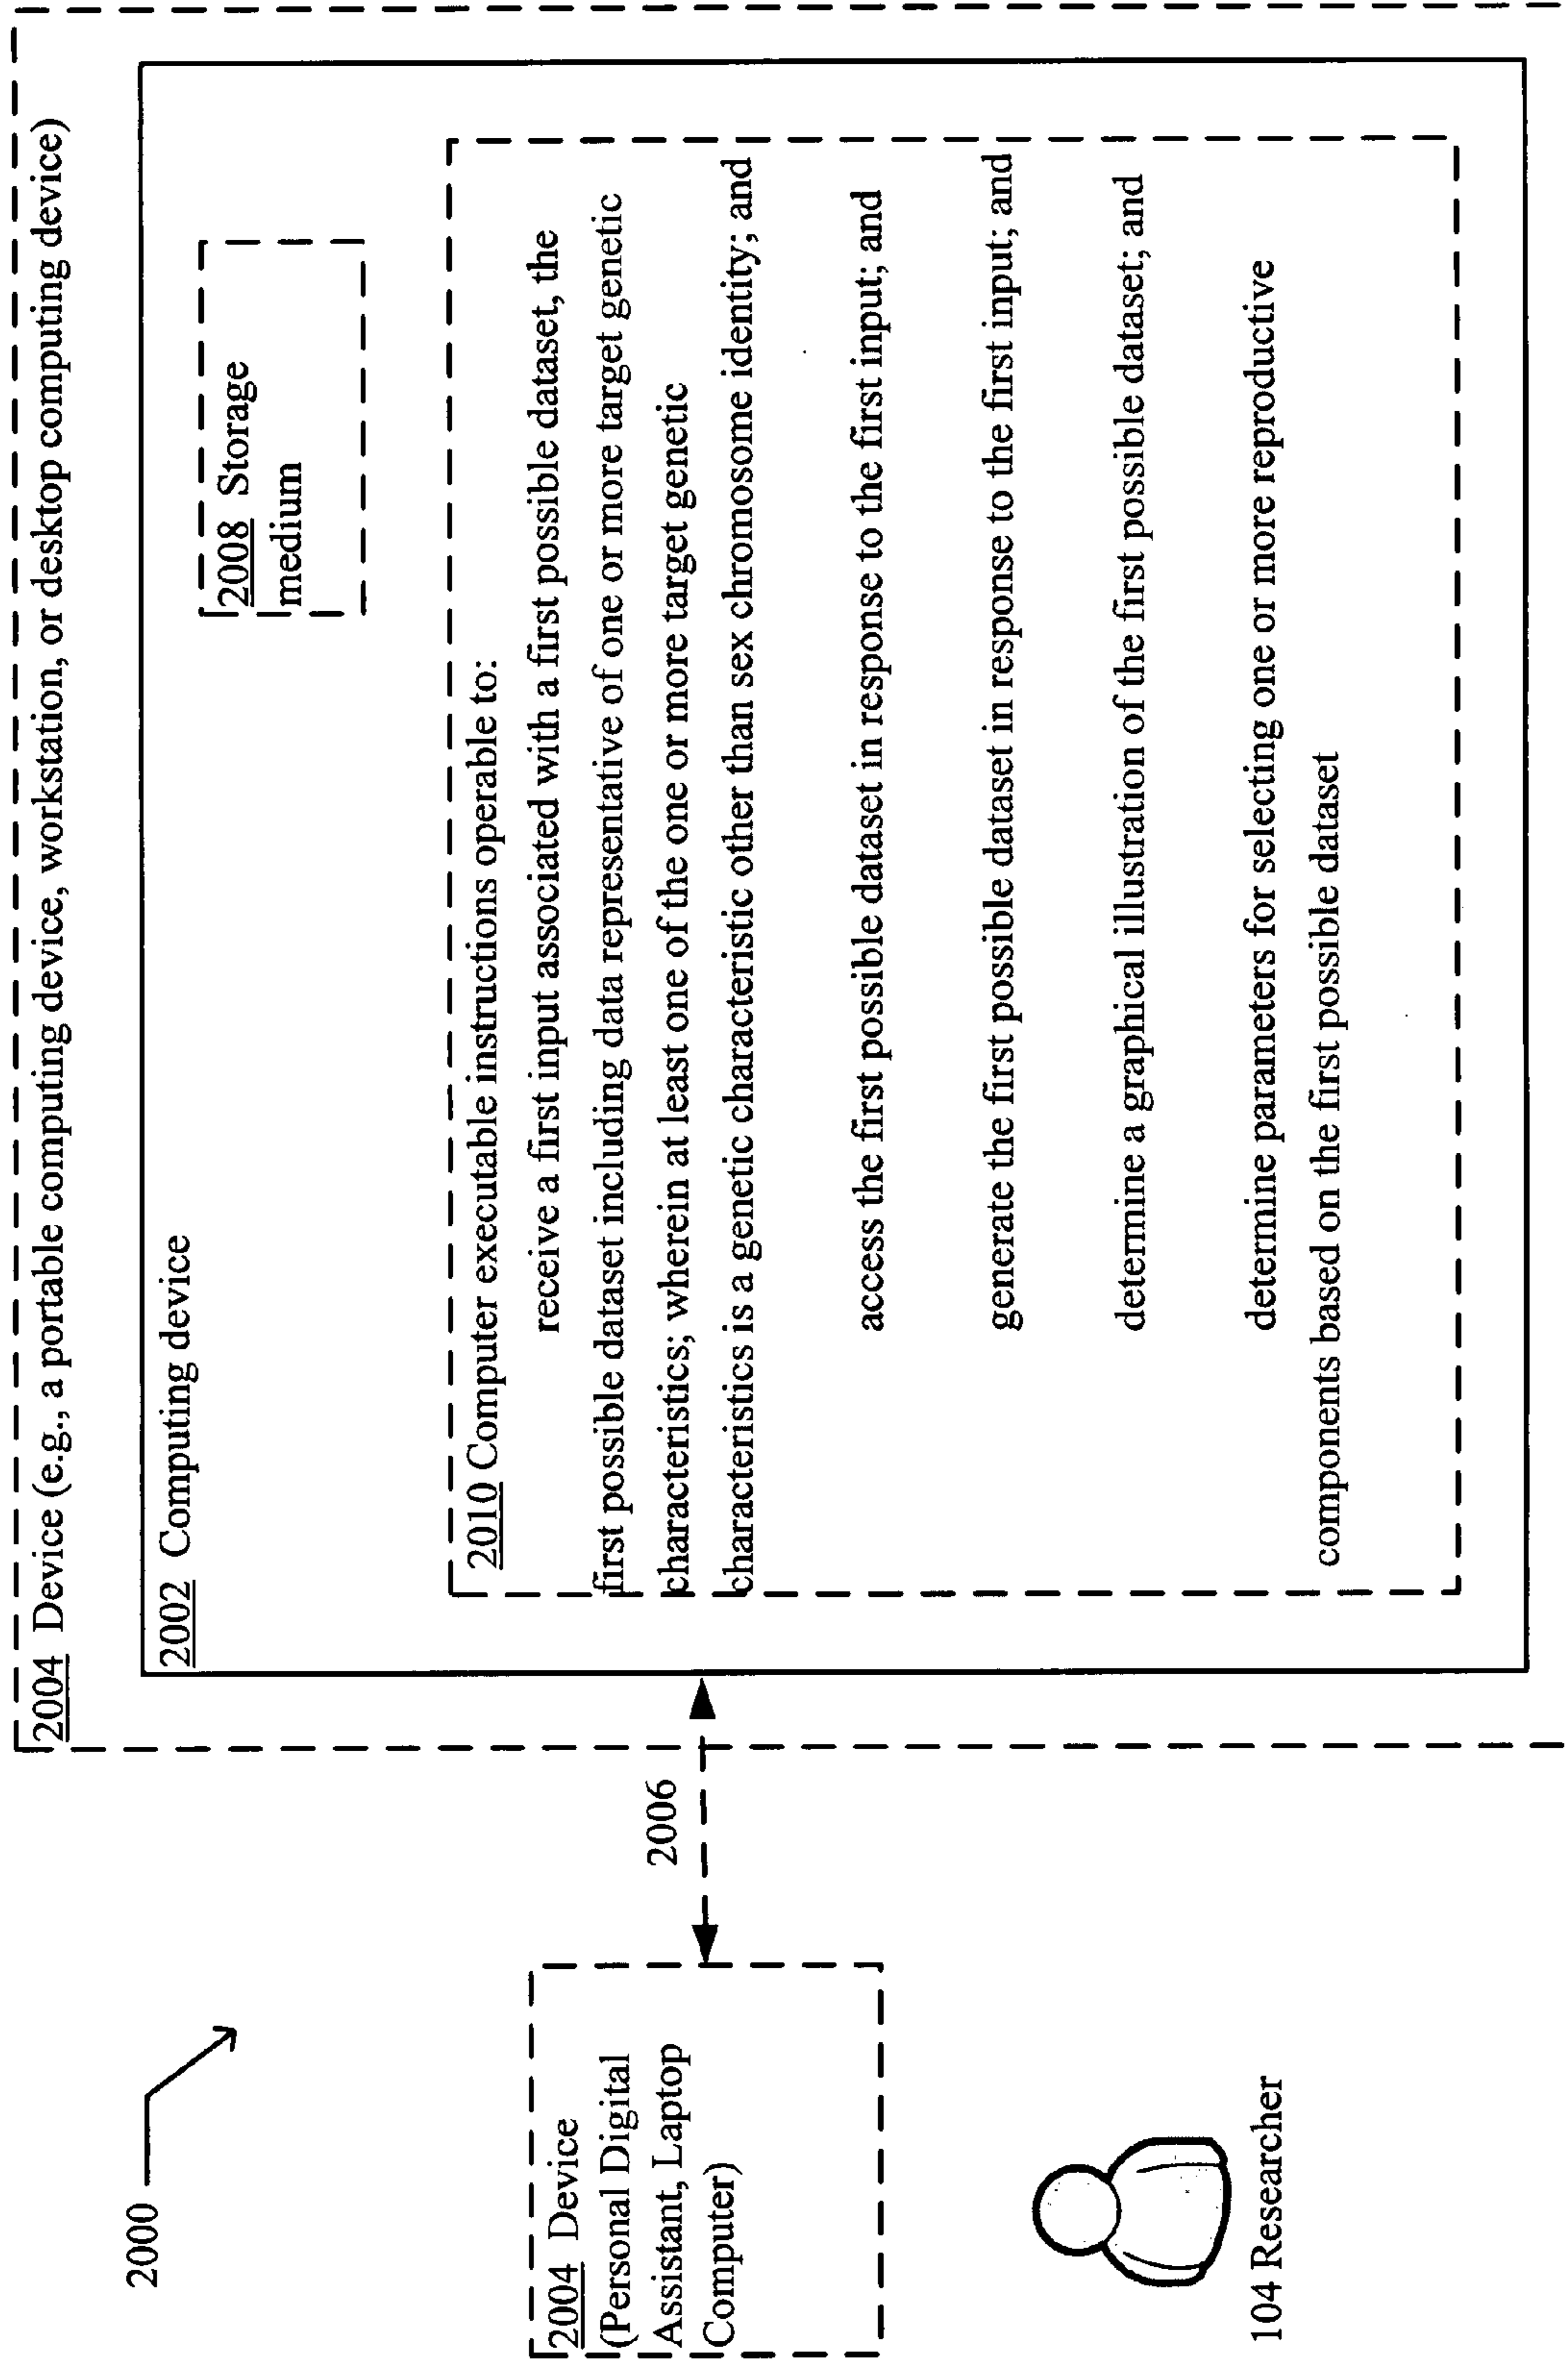 2000
2004 Device (e.g., a portable computing device, workstation, or desktop computing device)
2002 Computing device
2008 Storage
medium
2010 Computer executable instructions operable to:
receive a first input associated with a first possible dataset, the
first possible dataset including data representative of one or more target genetic
characteristics; wherein at least one of the one or more target genetic
characteristics is a genetic characteristic other than sex chromosome identity; and
access the first possible dataset in response to the first input; and
generate the first possible dataset in response to the first input; and
determine a graphical illustration of the first possible dataset; and
determine parameters for selecting one or more reproductive
components based on the first possible dataset
2006
2004 Device
(Personal Digital
Assistant, Laptop
Computer)
104 Researcher